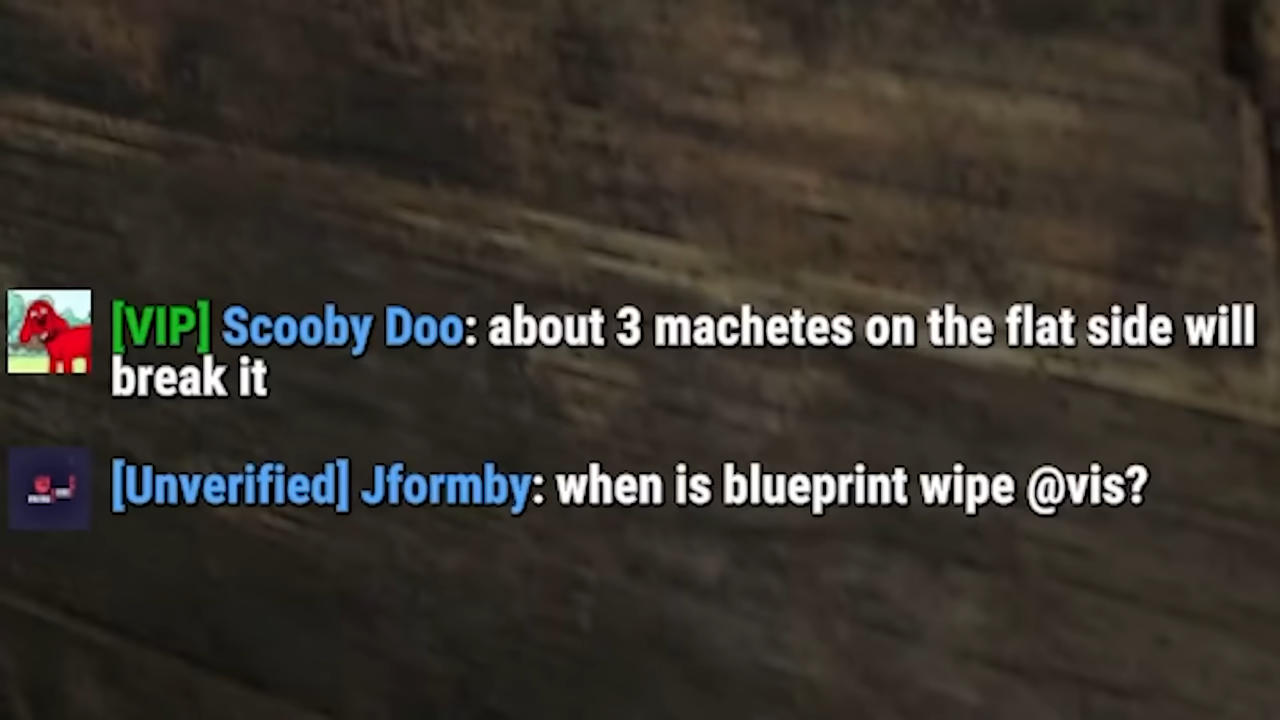 [VIP] Scooby Doo: about 3 machetes on the flat side will
break it
[Unverified] Jformby: when is blueprint wipe @vis?